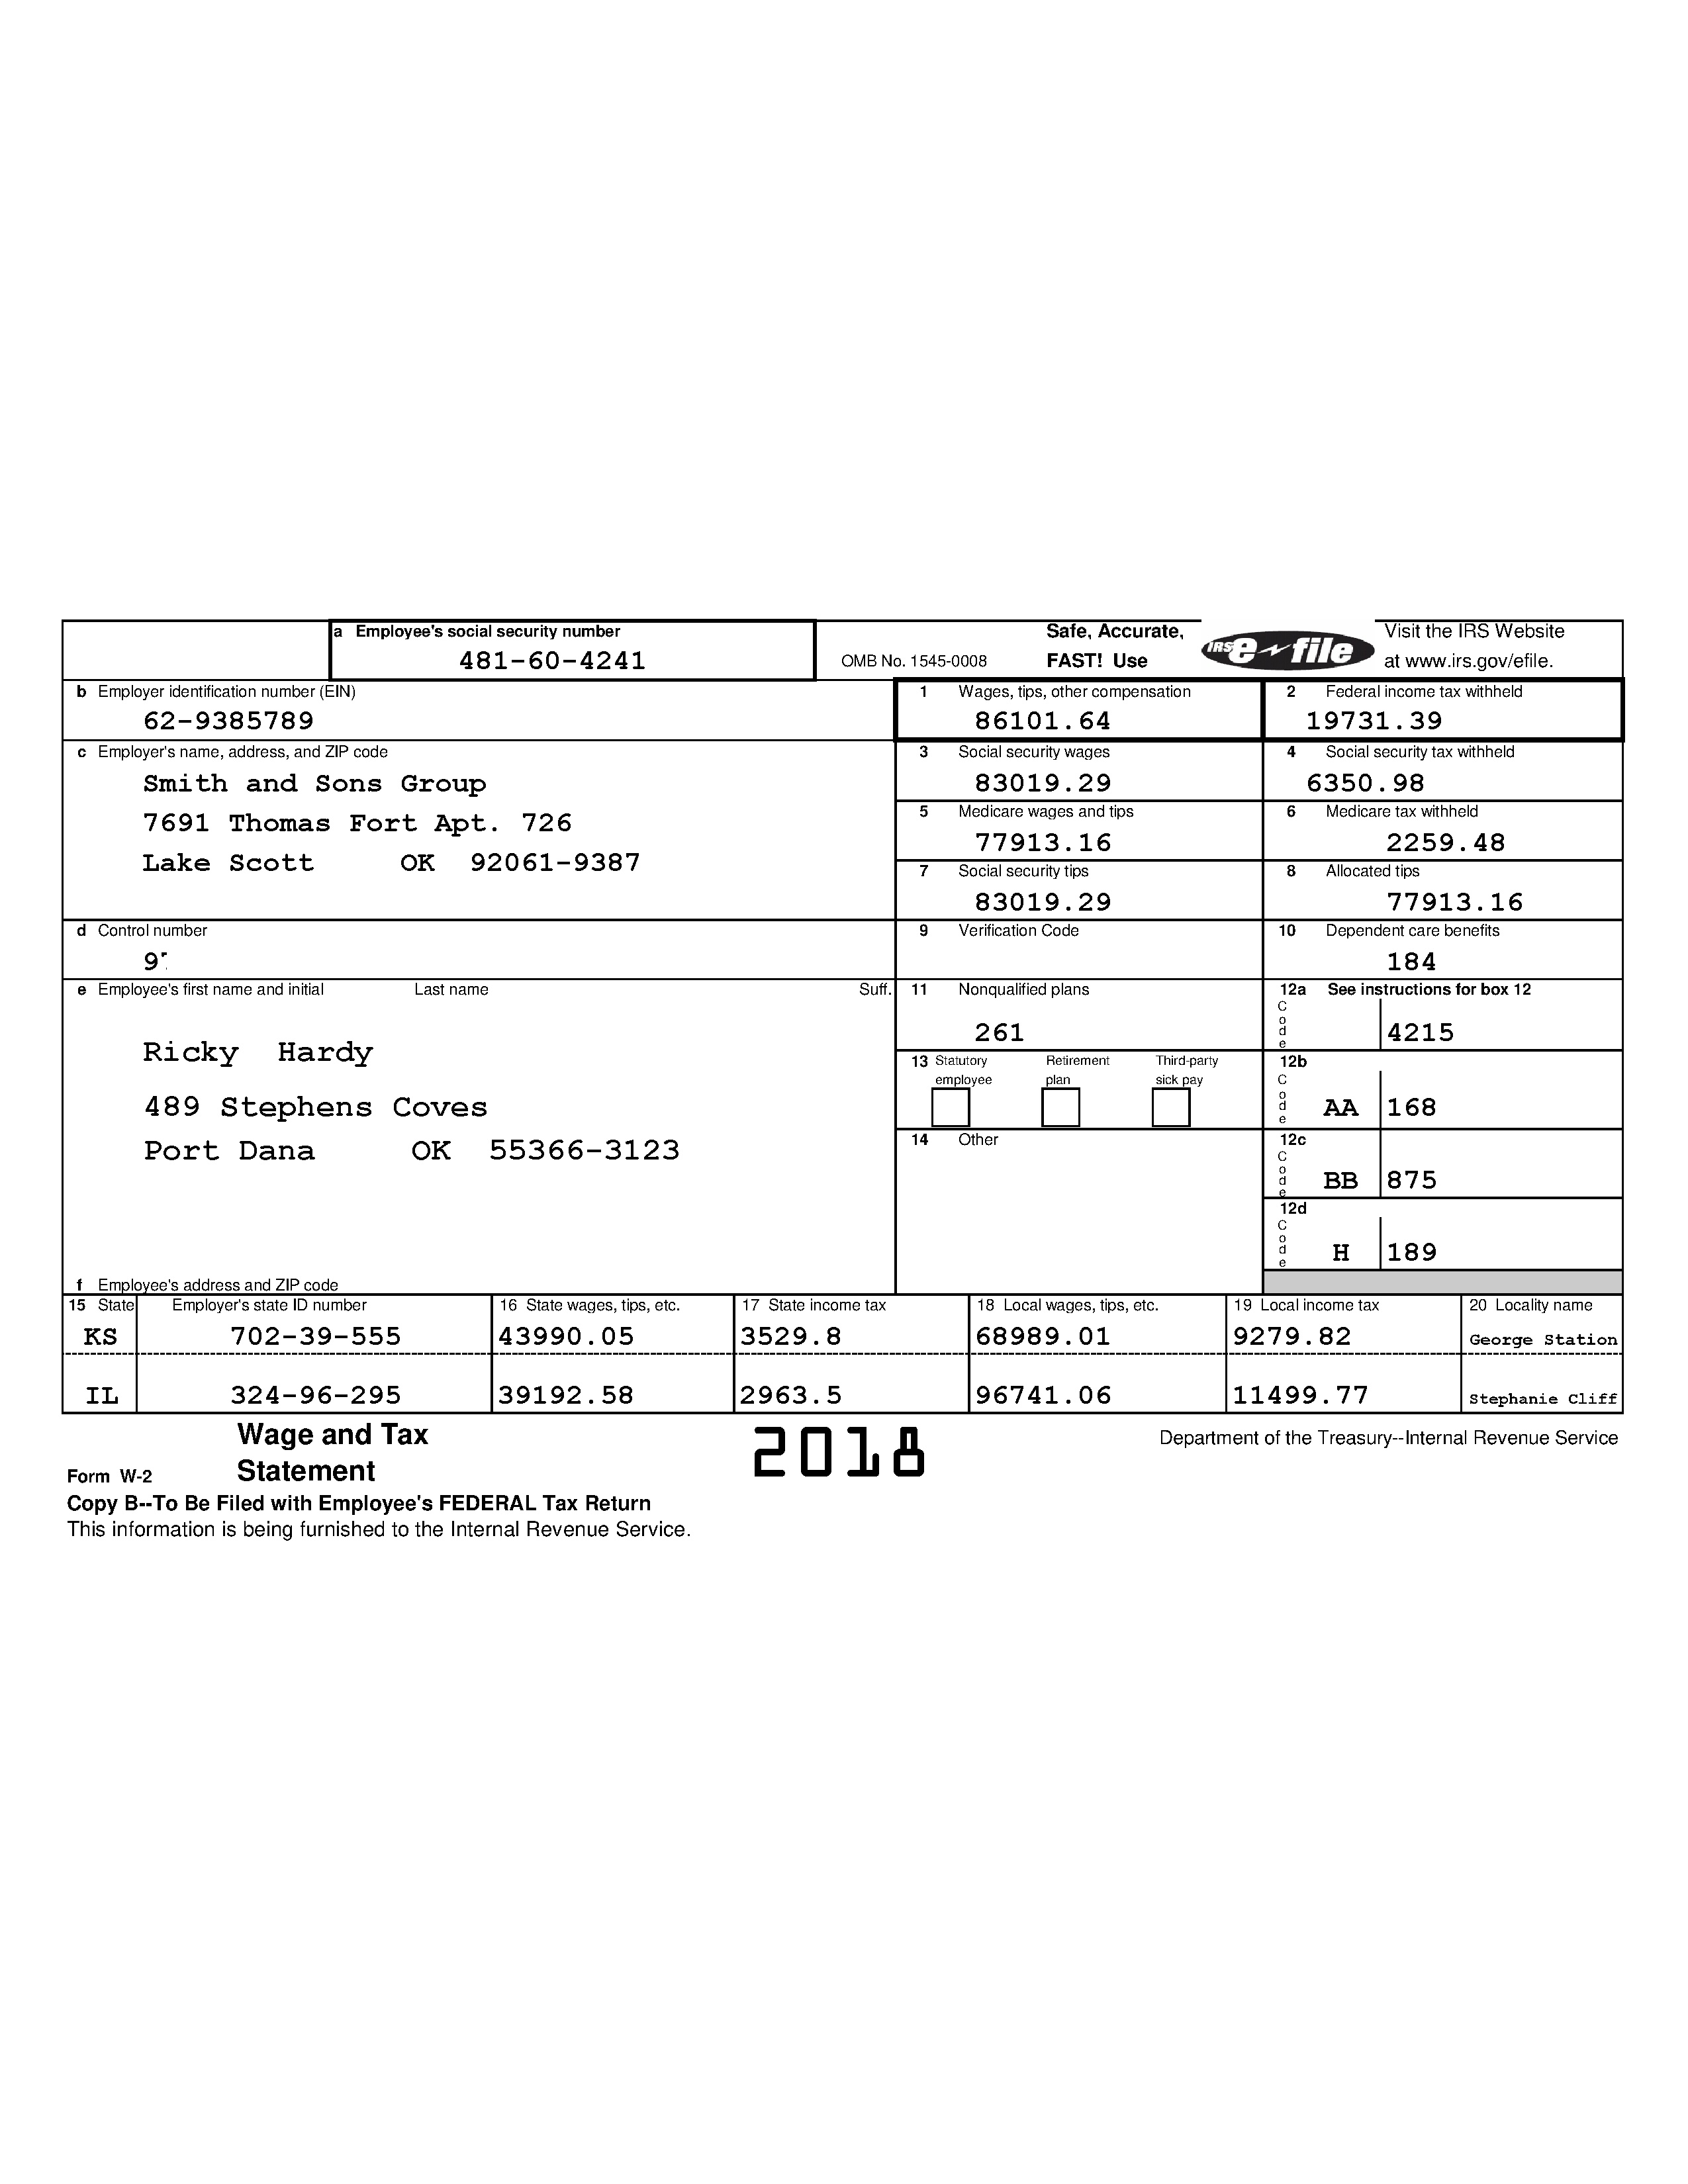 a Employee's social security number
481-60-4241
OMB No. 1545-0008
Safe, Accurate,
FAST! Use
IRS e file
Visit the IRS Website
at www.irs.gov/efile.
b Employer identification number (EIN)
62-9385789
1 Wages, tips, other compensation
86101.64
2 Federal income tax withheld
19731.39
c Employer's name, address, and ZIP code
Smith and Sons Group
7691 Thomas Fort Apt. 726
Lake Scott OK 92061-9387
3 Social security wages
83019.29
4 Social security tax withheld
6350.98
5 Medicare wages and tips
77913.16
6 Medicare tax withheld
2259.48
7 Social security tips
83019.29
8 Allocated tips
77913.16
d Control number
9 Verification Code
10 Dependent care benefits
184
e Employee's first name and initial Last name Suff.
Ricky Hardy
489 Stephens Coves
Port Dana OK 55366-3123
f Employee's address and ZIP code
11 Nonqualified plans
261
12a See instructions for box 12
Code 4215
13 Statutory employee
Retirement plan
Third-party sick pay
12b
Code AA 168
14 Other
12c
Code BB 875
12d
Code H 189
15 State Employer's state ID number 16 State wages, tips, etc. 17 State income tax 18 Local wages, tips, etc. 19 Local income tax 20 Locality name
KS 702-39-555 43990.05 3529.8 68989.01 9279.82 George Station
IL 324-96-295 39192.58 2963.5 96741.06 11499.77 Stephanie Cliff
Form W-2 Wage and Tax Statement
2018
Department of the Treasury--Internal Revenue Service
Copy B--To Be Filed with Employee's FEDERAL Tax Return
This information is being furnished to the Internal Revenue Service.